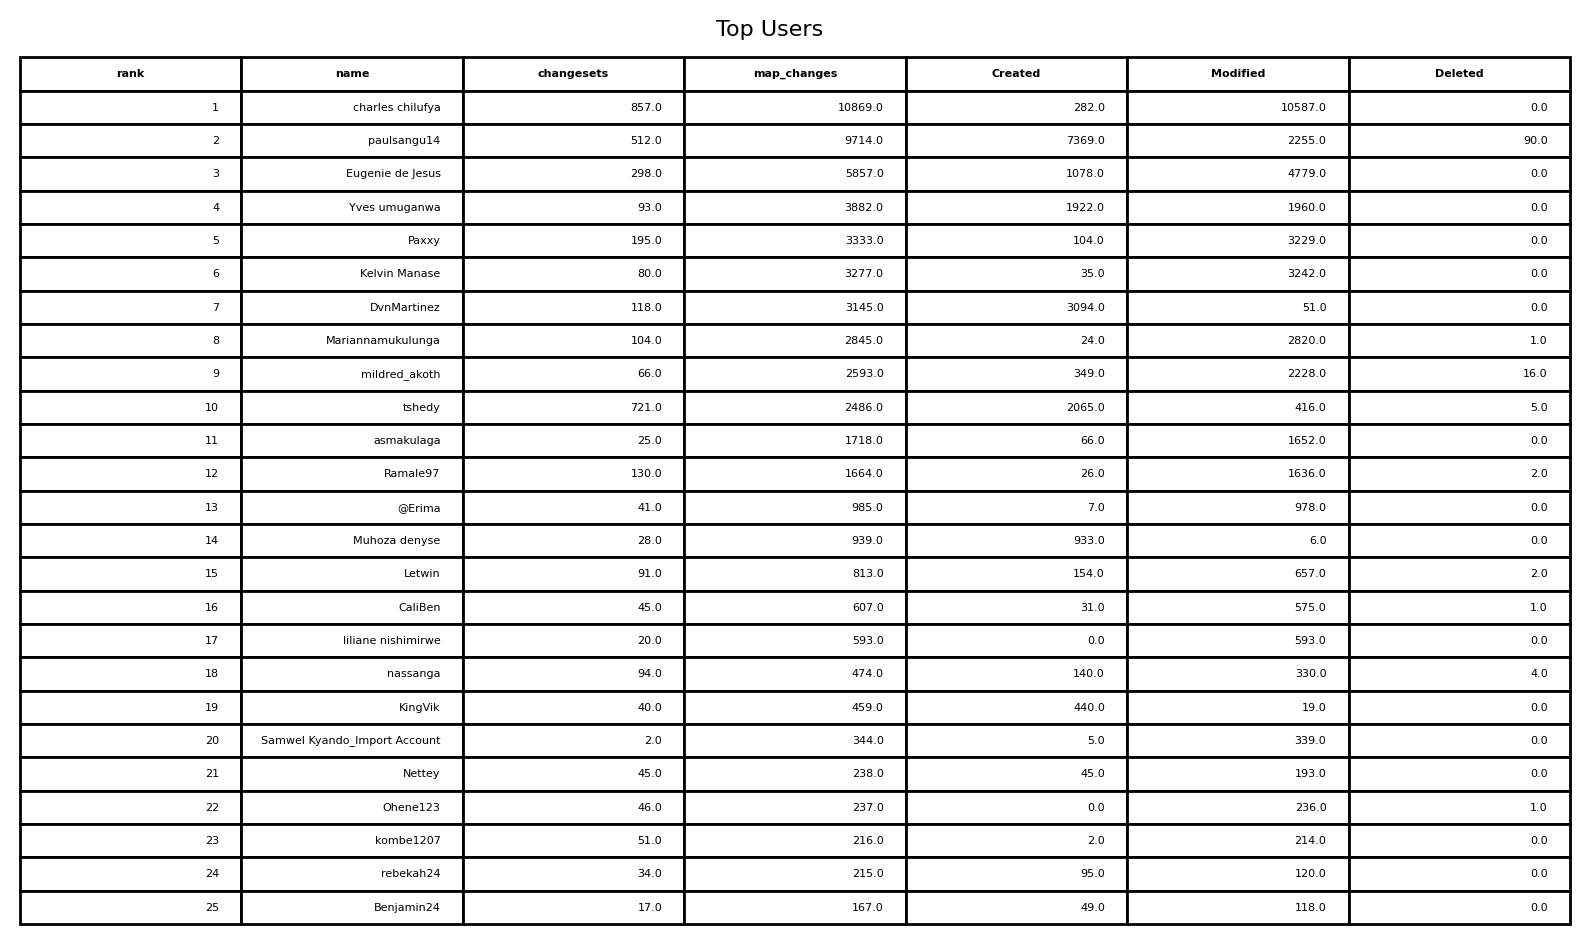 Top Users
rank name changesets map_changes Created Modified Deleted
1 charles chilufya 857.0 10869.0 282.0 10587.0 0.0
2 paulsangu14 512.0 9714.0 7369.0 2255.0 90.0
3 Eugenie de Jesus 298.0 5857.0 1078.0 4779.0 0.0
4 Yves umuganwa 93.0 3882.0 1922.0 1960.0 0.0
5 Paxxy 195.0 3333.0 104.0 3229.0 0.0
6 Kelvin Manase 80.0 3277.0 35.0 3242.0 0.0
7 DvnMartinez 118.0 3145.0 3094.0 51.0 0.0
8 Mariannamukulunga 104.0 2845.0 24.0 2820.0 1.0
9 mildred_akoth 66.0 2593.0 349.0 2228.0 16.0
10 tshedy 721.0 2486.0 2065.0 416.0 5.0
11 asmakulaga 25.0 1718.0 66.0 1652.0 0.0
12 Ramale97 130.0 1664.0 26.0 1636.0 2.0
13 @Erima 41.0 985.0 7.0 978.0 0.0
14 Muhoza denyse 28.0 939.0 933.0 6.0 0.0
15 Letwin 91.0 813.0 154.0 657.0 2.0
16 CaliBen 45.0 607.0 31.0 575.0 1.0
17 liliane nishimirwe 20.0 593.0 0.0 593.0 0.0
18 nassanga 94.0 474.0 140.0 330.0 4.0
19 KingVik 40.0 459.0 440.0 19.0 0.0
20 Samwel Kyando_Import Account 2.0 344.0 5.0 339.0 0.0
21 Nettey 45.0 238.0 45.0 193.0 0.0
22 Ohene123 46.0 237.0 0.0 236.0 1.0
23 kombe1207 51.0 216.0 2.0 214.0 0.0
24 rebekah24 34.0 215.0 95.0 120.0 0.0
25 Benjamin24 17.0 167.0 49.0 118.0 0.0